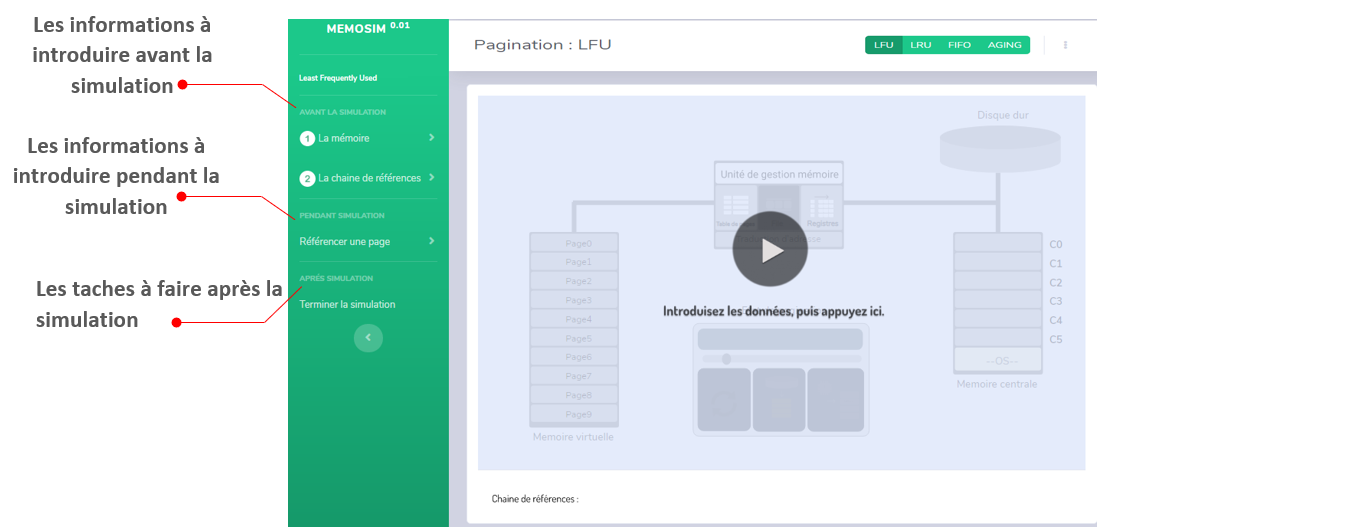 Les informations à
introduire avant la
simulation
Les informations à
introduire pendant la
simulation
Les taches à faire après la
simulation
MEMOSIM 0.01
Least Frequently Used
AVANT LA SIMULATION
1 La mémoire
2 La chaine de références
PENDANT SIMULATION
Référencer une page
APRÉS SIMULATION
Terminer la simulation
Pagination : LFU
LFU LRU FIFO AGING
Disque dur
Unité de gestion mémoire
Registres
Page0
Page1
Page2
Page3
Page4
Page5
Page6
Page7
Page8
Page9
Memoire virtuelle
Introduisez les données, puis appuyez ici.
C0
C1
C2
C3
C4
C5
--OS--
Memoire centrale
Chaine de références :